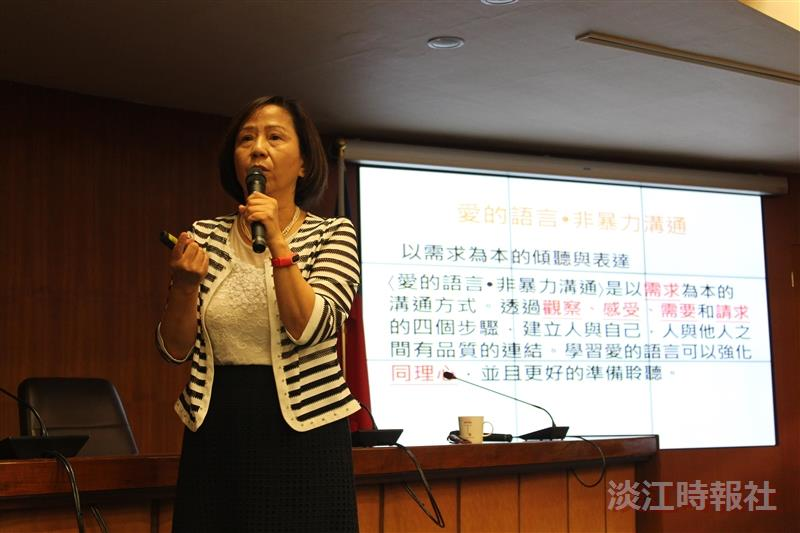 愛的語言•非暴力溝通
以需求為本的傾聽與表達
〈愛的語言•非暴力溝通〉是以需求為本的
溝通方式。透過觀察、感受、需要和請求
的四個步驟，建立人與自己，人與他人之
間有品質的連結。學習愛的語言可以強化
同理心，並且更好的準備聆聽。
淡江時報社